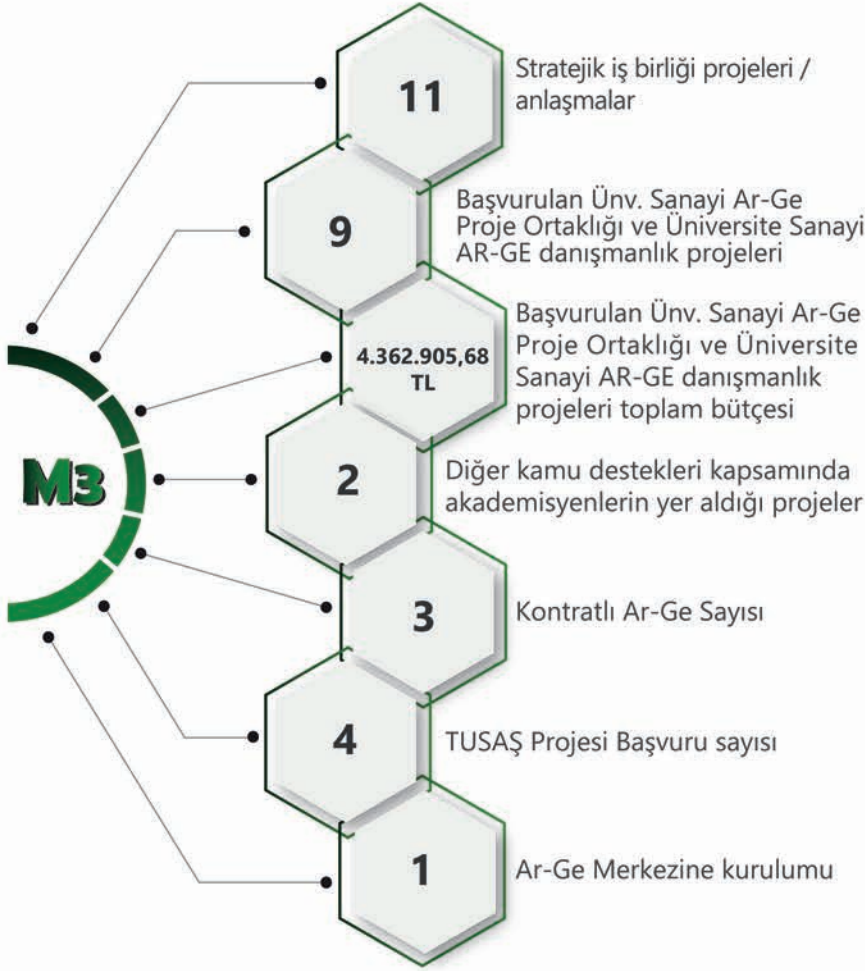 11
Stratejik iş birliği projeleri /
anlaşmalar
9
Başvurulan Ünv. Sanayi Ar-Ge
Proje Ortaklığı ve Üniversite Sanayi
AR-GE danışmanlık projeleri
4.362.905,68
TL
Başvurulan Ünv. Sanayi Ar-Ge
Proje Ortaklığı ve Üniversite
Sanayi AR-GE danışmanlık
projeleri toplam bütçesi
M3
2
Diğer kamu destekleri kapsamında
akademisyenlerin yer aldığı projeler
3
Kontratlı Ar-Ge Sayısı
4
TUSAŞ Projesi Başvuru sayısı
1
Ar-Ge Merkezine kurulumu